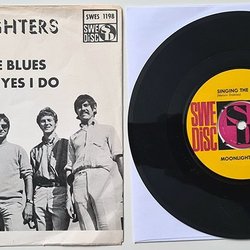 GHTERS
SWES 1198
SWE
DISC
E BLUES
YES I DO
SINGING THE
SWE
DISC
MOONLIGHT